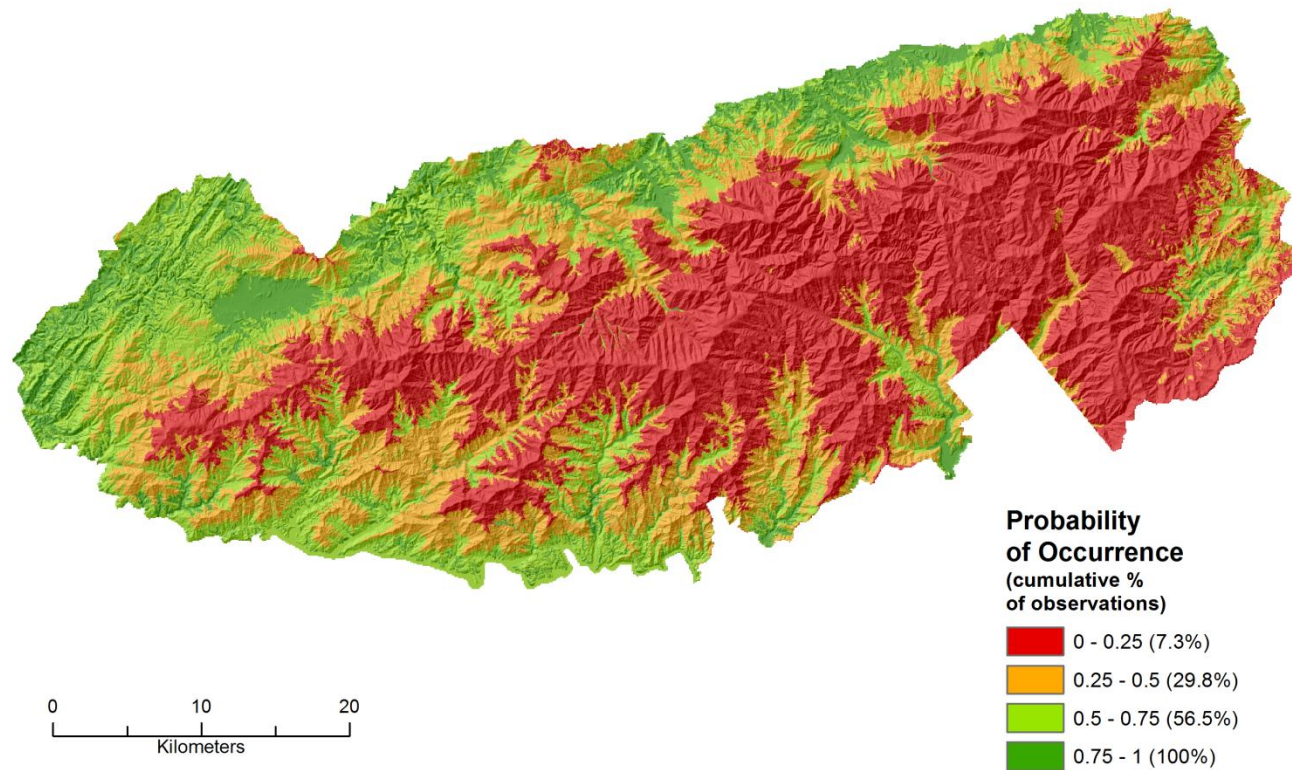 Probability
of Occurrence
(cumulative %
of observations)
0 - 0.25 (7.3%)
0.25 - 0.5 (29.8%)
0.5 - 0.75 (56.5%)
0.75 - 1 (100%)
0 10 20
Kilometers